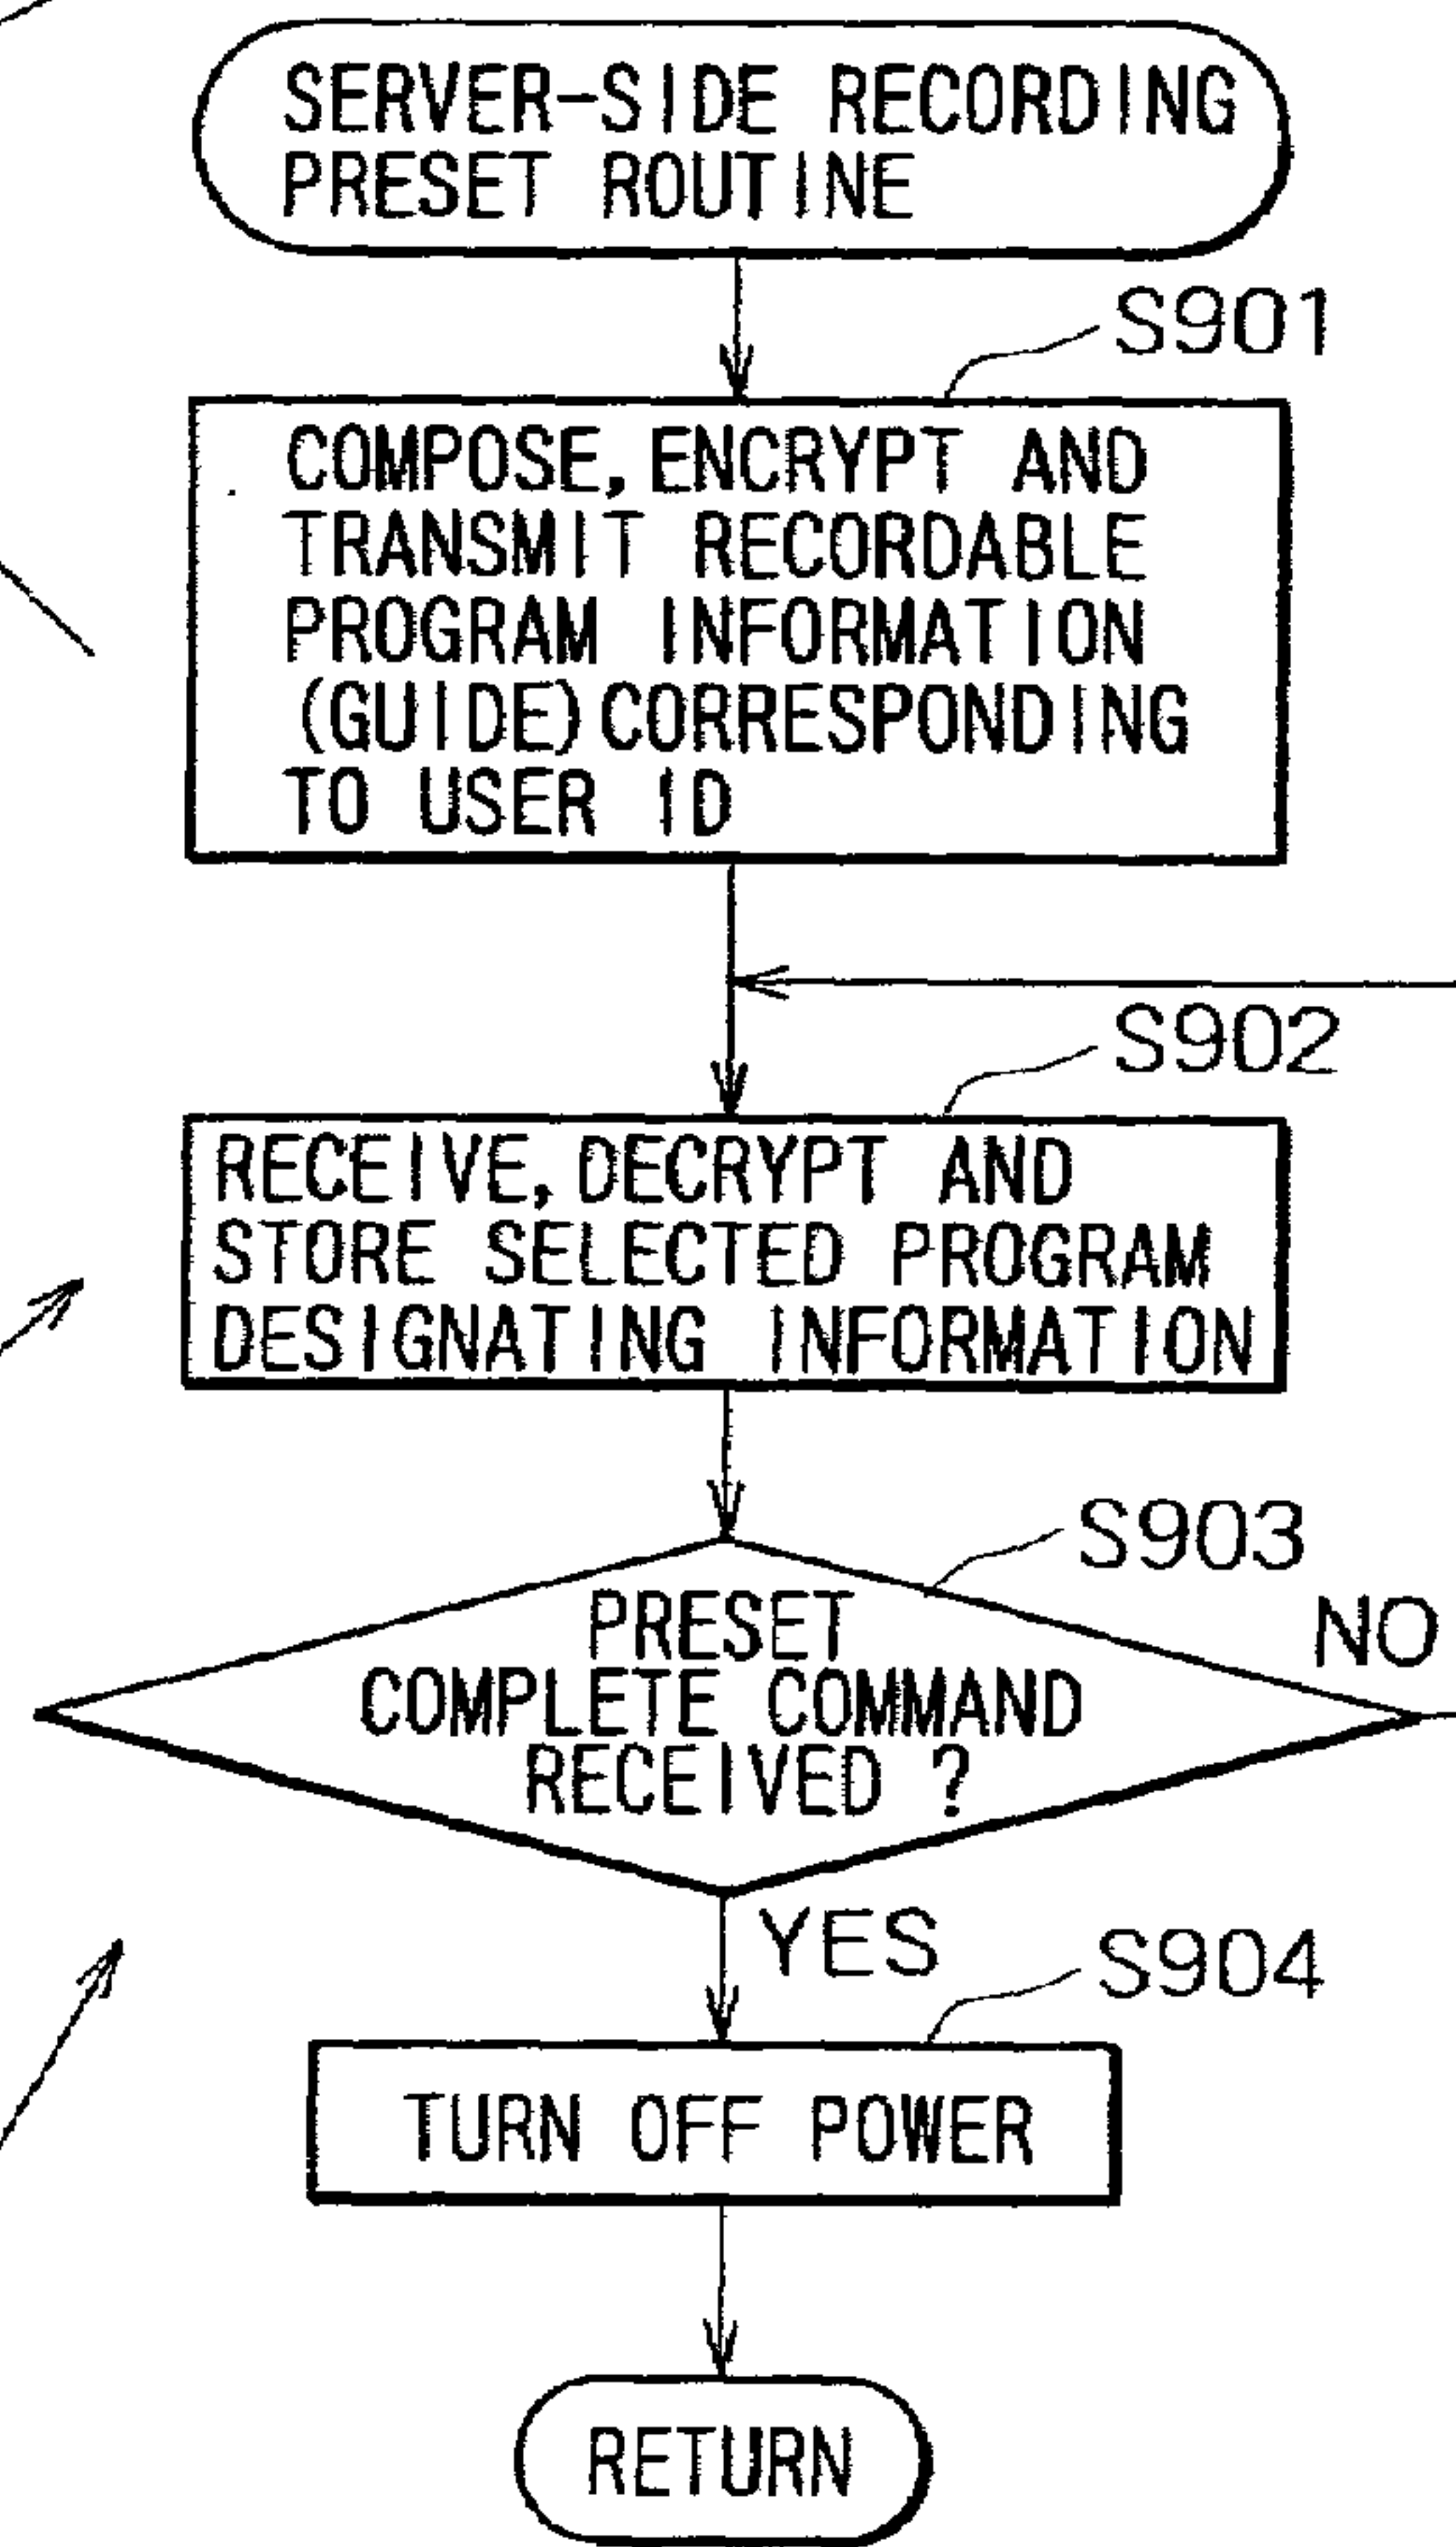 SERVER-SIDE RECORDING
PRESET ROUTINE
S901
COMPOSE, ENCRYPT AND
TRANSMIT RECORDABLE
PROGRAM INFORMATION
(GUIDE) CORRESPONDING
TO USER ID
S902
RECEIVE, DECRYPT AND
STORE SELECTED PROGRAM
DESIGNATING INFORMATION
S903
PRESET
COMPLETE COMMAND
RECEIVED ?
NO
YES
S904
TURN OFF POWER
RETURN